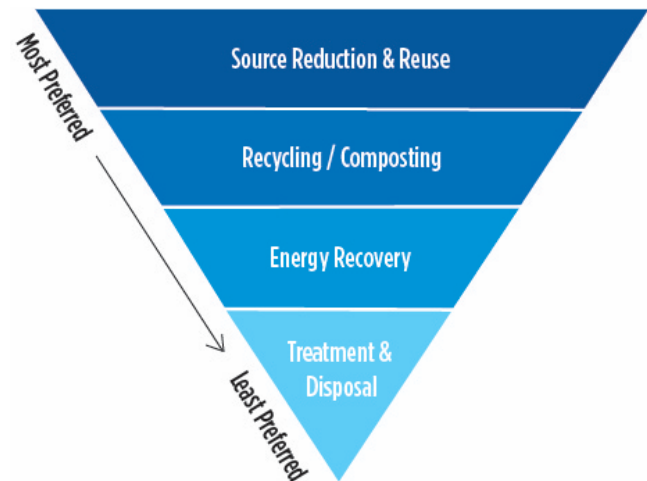 Most Preferred
Source Reduction & Reuse
Recycling / Composting
Energy Recovery
Treatment &
Disposal
Least Preferred